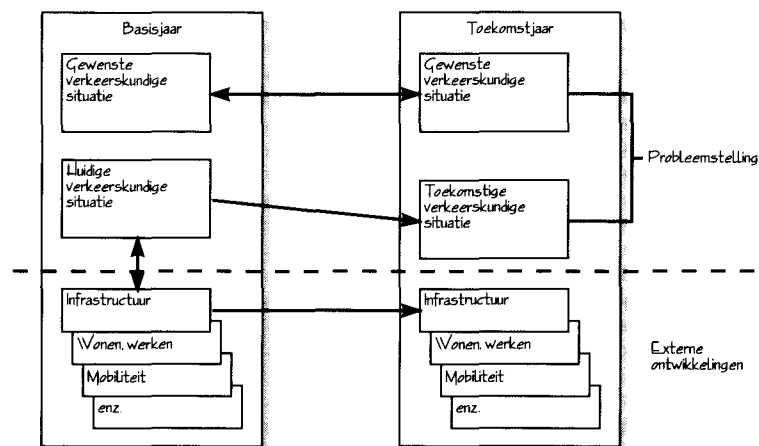 Basisjaar
Gewenste
verkeerskundige
situatie
Huidige
verkeerskundige
situatie
Infrastructuur
Wonen, werken
Mobiliteit
enz.
Toekomstjaar
Gewenste
verkeerskundige
situatie
Toekomstige
verkeerskundige
situatie
Infrastructuur
Wonen, werken
Mobiliteit
enz.
Probleemstelling
Externe
ontwikkelingen